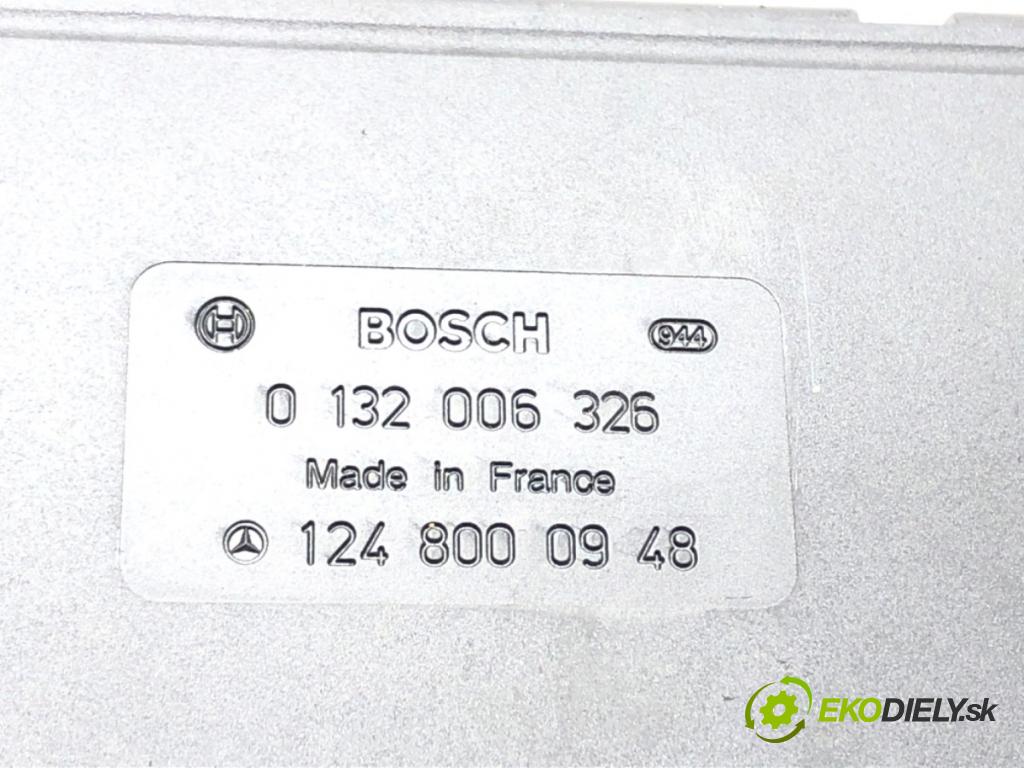 BOSCH 944
0 132 006 326
Made in France
124 800 09 48
EKODIELY.sk